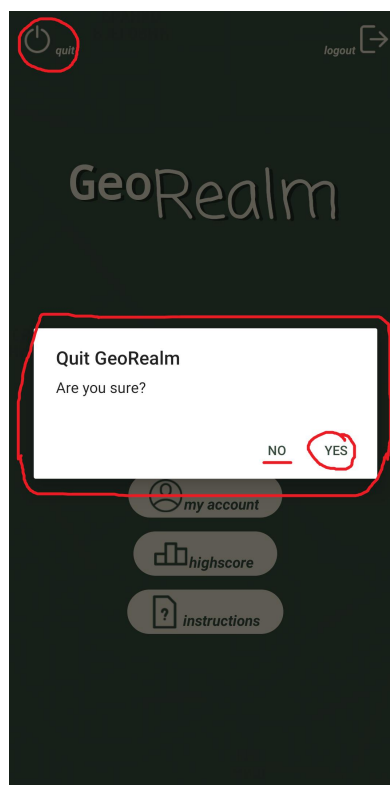 quit
logout
GeoRealm
Quit GeoRealm
Are you sure?
NO YES
my account
highscore
? instructions